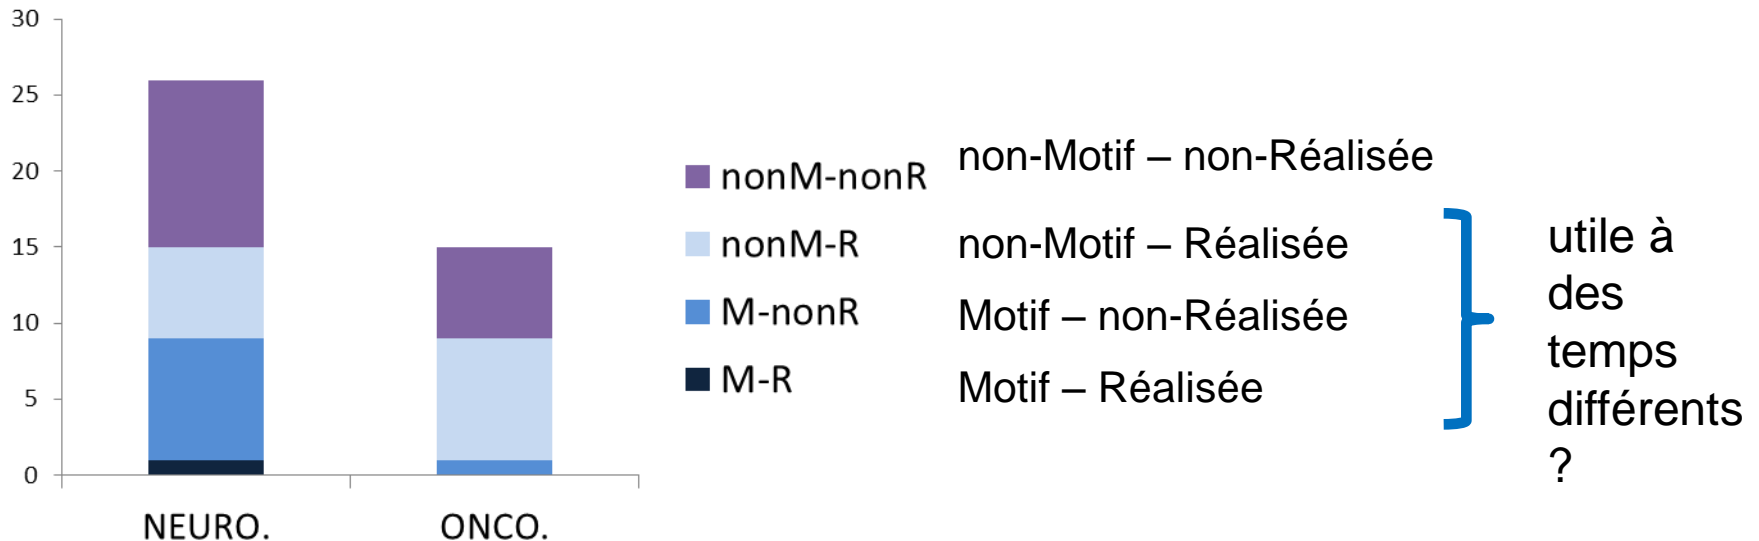 30
25
20
15
10
5
0
NEURO.
ONCO.
nonM-nonR
nonM-R
M-nonR
M-R
non-Motif – non-Réalisée
non-Motif – Réalisée
Motif – non-Réalisée
Motif – Réalisée
utile à
des
temps
différents
?